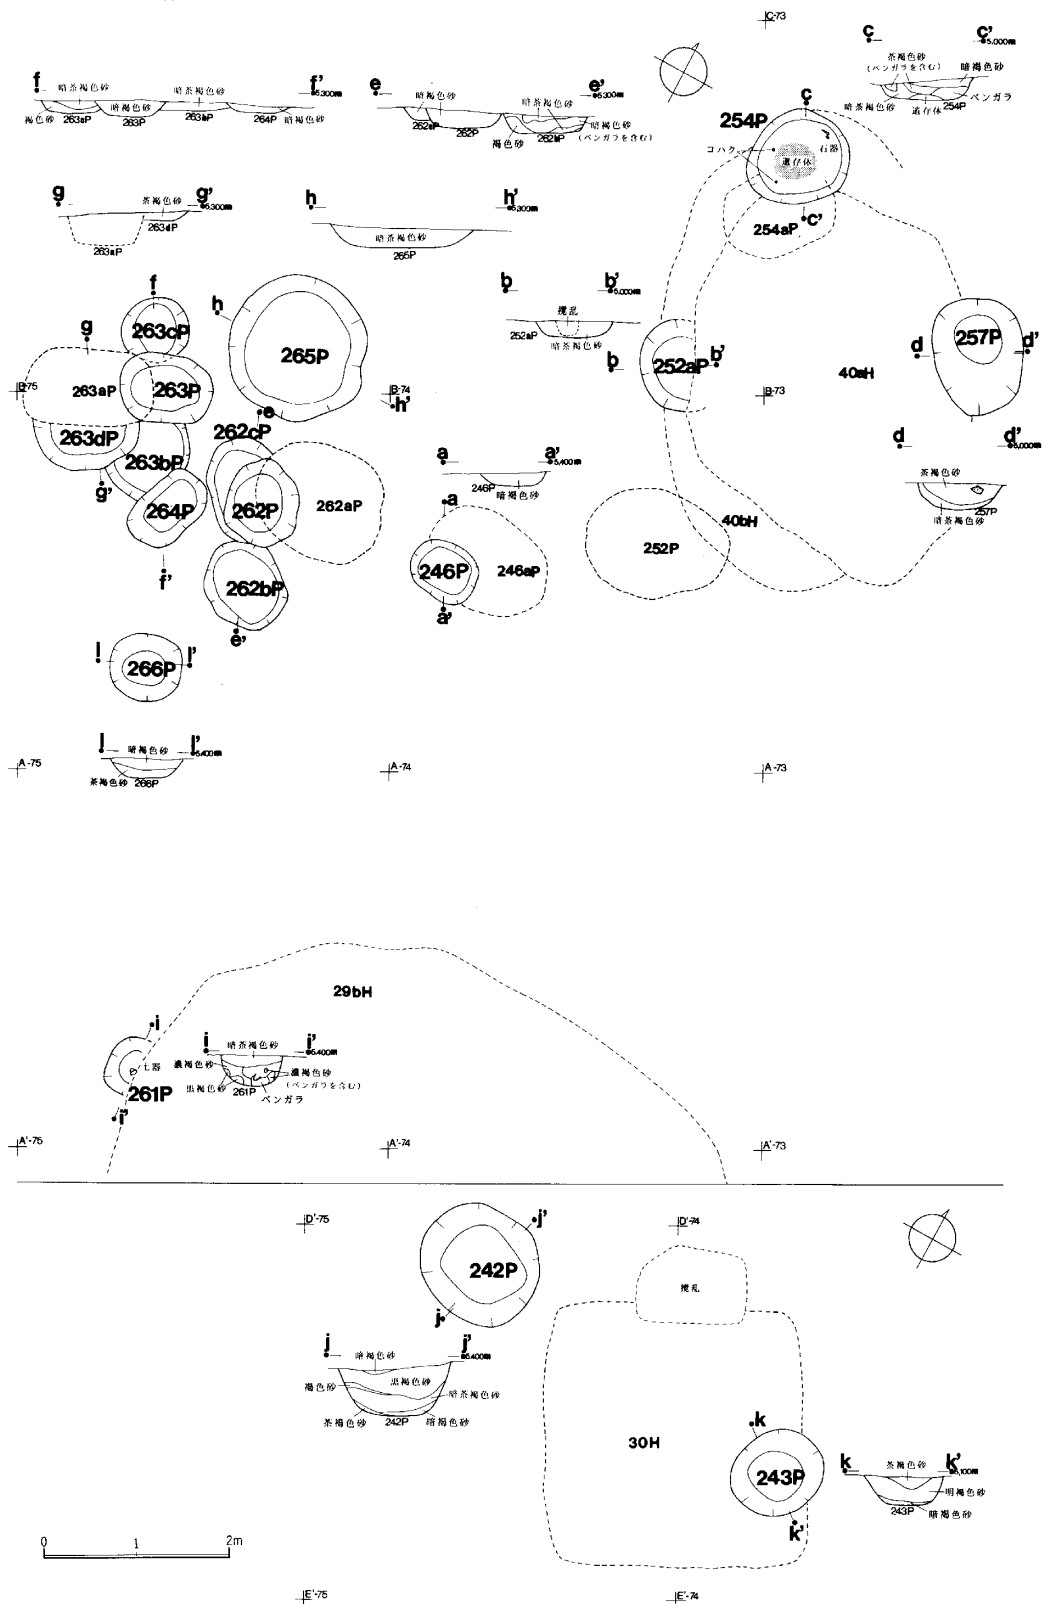 C-73
c c'
5.000m
茶褐色砂
(ベンガラを含む)
暗褐色砂
ベンガラ
暗茶褐色砂
遺存体
254P
f f'
5.300m
暗茶褐色砂
暗茶褐色砂
褐色砂
263aP
暗褐色砂
263P
263bP
264P
暗褐色砂
e e'
5.300m
暗褐色砂
暗茶褐色砂
262aP
262P
褐色砂
262bP
暗褐色砂
(ベンガラを含む)
c
254P
コハク
石器
遺存体
c'
254aP
g g'
5.300m
茶褐色砂
263dP
263aP
h h'
5.300m
暗茶褐色砂
265P
b b'
5.000m
攪乱
252aP
暗茶褐色砂
f
263cP
g
h
265P
b
252aP
b'
257P
d d'
40aH
B-75
263aP
263P
B-74
h'
B-73
263dP
263bP
g'
264P
f'
e
262cP
262P
262aP
262bP
e'
a a'
5.400m
246P
暗褐色砂
a
246P
246aP
a'
252P
40bH
d d'
5.000m
茶褐色砂
257P
暗茶褐色砂
l l'
266P
l l'
5.400m
暗褐色砂
茶褐色砂
266P
A-75
A-74
A-73
29bH
i
土器
261P
i'
i i'
5.400m
暗茶褐色砂
濃褐色砂
黒褐色砂
261P
濃褐色砂
(ベンガラを含む)
ベンガラ
A'-75
A'-74
A'-73
D'-75
j'
242P
j
D'-74
攪乱
j j'
5.400m
暗褐色砂
黒褐色砂
褐色砂
暗茶褐色砂
茶褐色砂
242P
暗褐色砂
30H
k
243P
k'
k k'
5.100m
茶褐色砂
明褐色砂
243P
暗褐色砂
0 1 2m
E'-75
E'-74